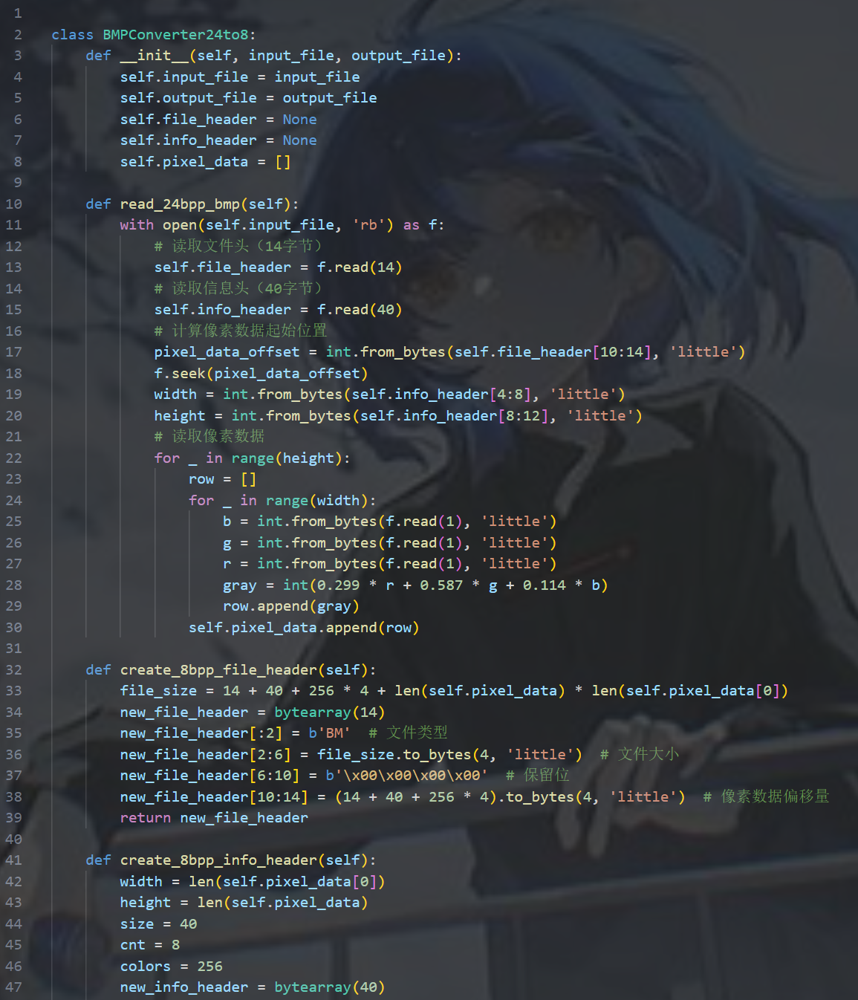 1
2 class BMPConverter24to8:
3     def __init__(self, input_file, output_file):
4         self.input_file = input_file
5         self.output_file = output_file
6         self.file_header = None
7         self.info_header = None
8         self.pixel_data = []
9
10     def read_24bpp_bmp(self):
11         with open(self.input_file, 'rb') as f:
12             # 读取文件头（14字节）
13             self.file_header = f.read(14)
14             # 读取信息头（40字节）
15             self.info_header = f.read(40)
16             # 计算像素数据起始位置
17             pixel_data_offset = int.from_bytes(self.file_header[10:14], 'little')
18             f.seek(pixel_data_offset)
19             width = int.from_bytes(self.info_header[4:8], 'little')
20             height = int.from_bytes(self.info_header[8:12], 'little')
21             # 读取像素数据
22             for _ in range(height):
23                 row = []
24                 for _ in range(width):
25                     b = int.from_bytes(f.read(1), 'little')
26                     g = int.from_bytes(f.read(1), 'little')
27                     r = int.from_bytes(f.read(1), 'little')
28                     gray = int(0.299 * r + 0.587 * g + 0.114 * b)
29                     row.append(gray)
30                 self.pixel_data.append(row)
31
32     def create_8bpp_file_header(self):
33         file_size = 14 + 40 + 256 * 4 + len(self.pixel_data) * len(self.pixel_data[0])
34         new_file_header = bytearray(14)
35         new_file_header[:2] = b'BM'  # 文件类型
36         new_file_header[2:6] = file_size.to_bytes(4, 'little')  # 文件大小
37         new_file_header[6:10] = b'\x00\x00\x00\x00'  # 保留位
38         new_file_header[10:14] = (14 + 40 + 256 * 4).to_bytes(4, 'little')  # 像素数据偏移量
39         return new_file_header
40
41     def create_8bpp_info_header(self):
42         width = len(self.pixel_data[0])
43         height = len(self.pixel_data)
44         size = 40
45         cnt = 8
46         colors = 256
47         new_info_header = bytearray(40)